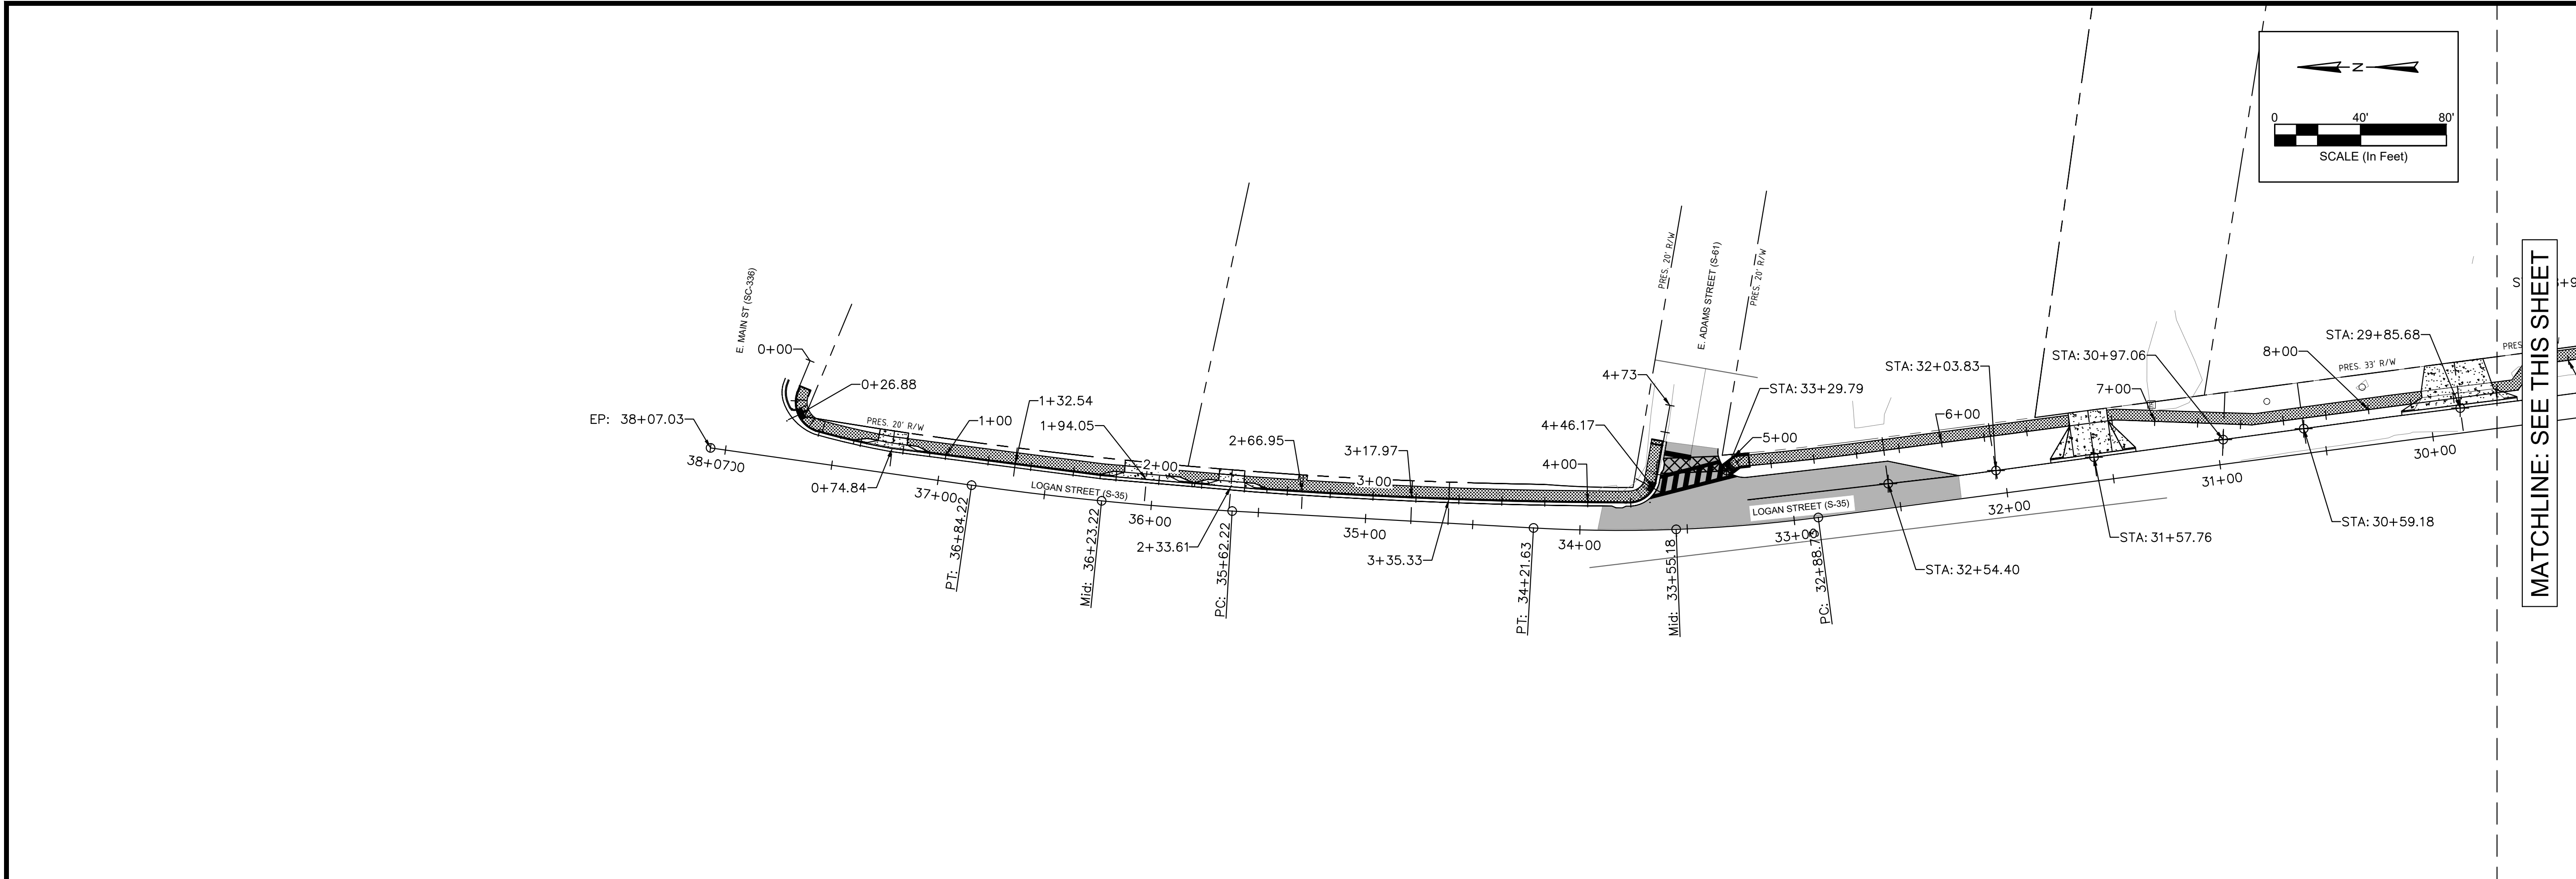 N
0 40' 80'
SCALE (In Feet)
MATCHLINE: SEE THIS SHEET
E. MAIN ST (SC-336)
0+00
0+26.88
EP: 38+07.03
38+07
PRES. 20' R/W
1+00
1+32.54
1+94.05
2+00
2+66.95
3+17.97
3+00
4+00
4+46.17
4+73
PRES. 20' R/W
E. ADAMS STREET (S-61)
PRES. 20' R/W
STA: 33+29.79
5+00
STA: 32+03.83
6+00
STA: 30+97.06
7+00
8+00
STA: 29+85.68
PRES. 33' R/W
PRES
0+74.84
37+00
PT: 36+84.22
LOGAN STREET (S-35)
Mid: 36+23.22
36+00
2+33.61
PC: 35+62.22
35+00
3+35.33
PT: 34+21.63
34+00
Mid: 33+55.18
33+00
LOGAN STREET (S-35)
STA: 32+54.40
32+00
STA: 31+57.76
31+00
STA: 30+59.18
30+00